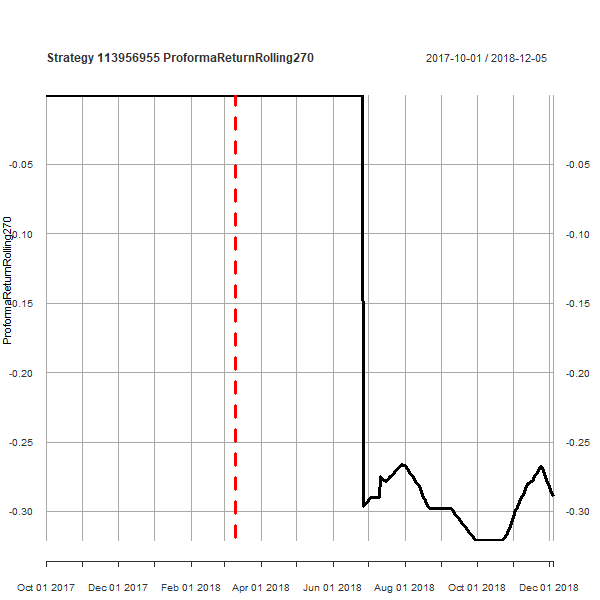 Strategy 113956955 ProformaReturnRolling270 2017-10-01 / 2018-12-05
ProformaReturnRolling270
-0.05 -0.05
-0.10 -0.10
-0.15 -0.15
-0.20 -0.20
-0.25 -0.25
-0.30 -0.30
Oct 01 2017 Dec 01 2017 Feb 01 2018 Apr 01 2018 Jun 01 2018 Aug 01 2018 Oct 01 2018 Dec 01 2018